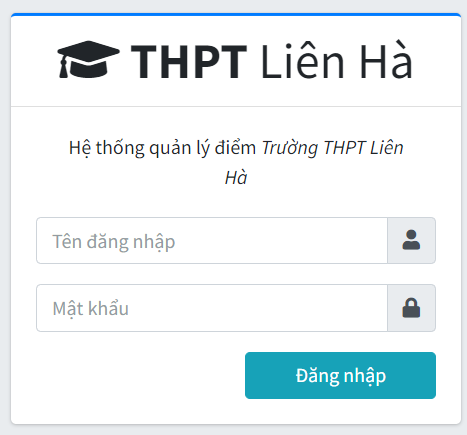 THPT Liên Hà
Hệ thống quản lý điểm Trường THPT Liên
Hà
Tên đăng nhập
Mật khẩu
Đăng nhập